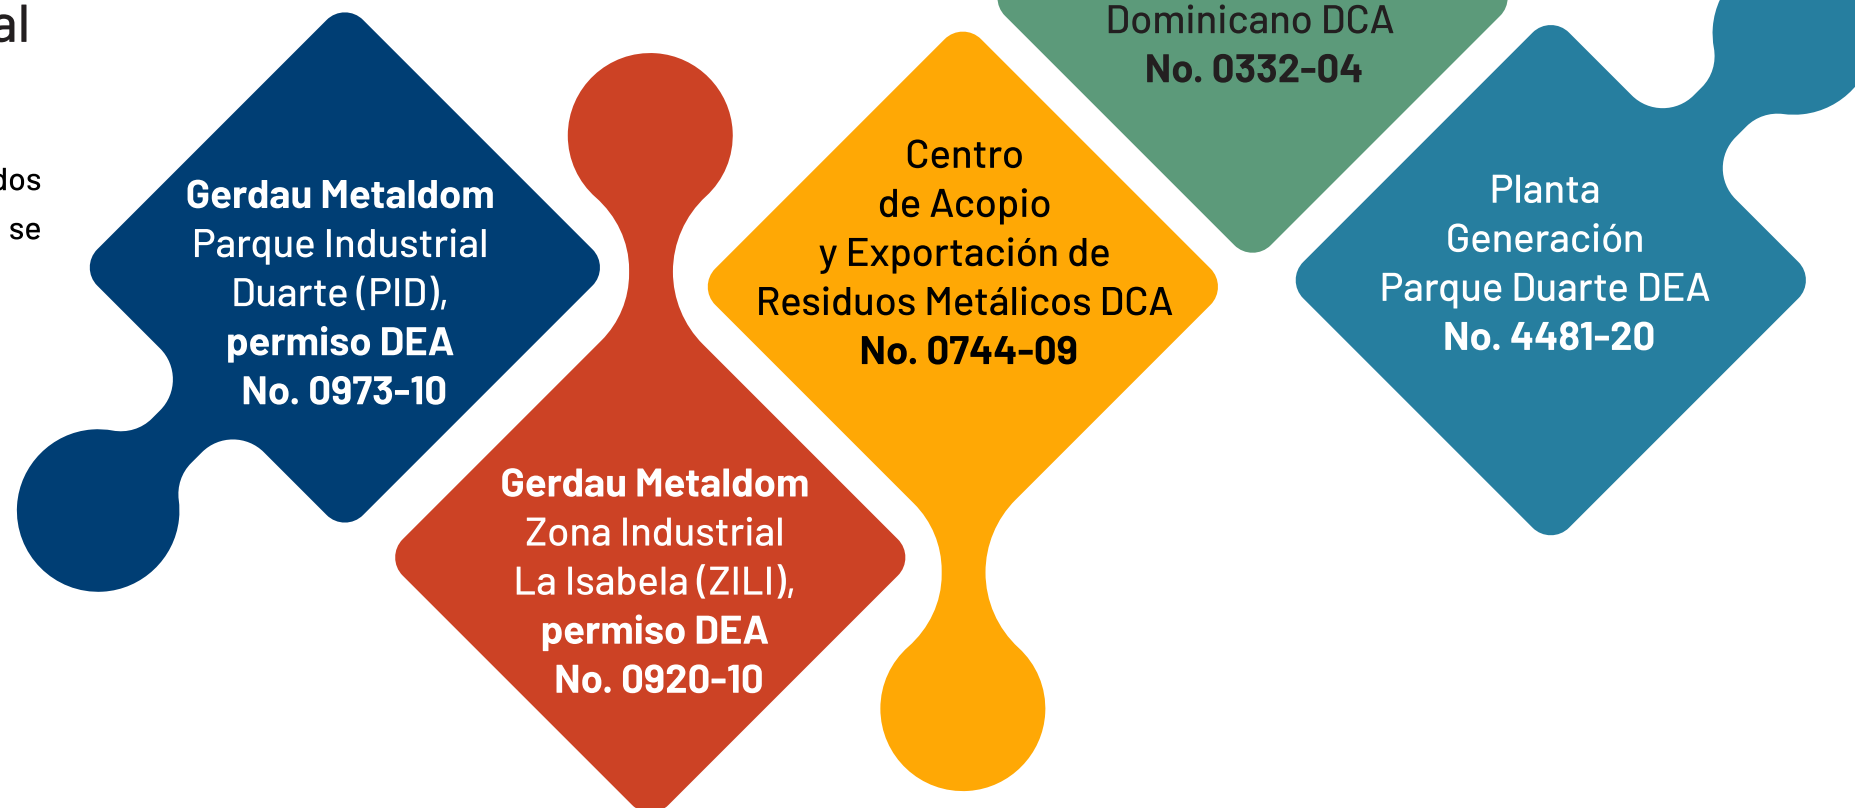 al
dos
se
Gerdau Metaldom
Parque Industrial
Duarte (PID),
permiso DEA
No. 0973-10
Gerdau Metaldom
Zona Industrial
La Isabela (ZILI),
permiso DEA
No. 0920-10
Centro
de Acopio
y Exportación de
Residuos Metálicos DCA
No. 0744-09
Dominicano DCA
No. 0332-04
Planta
Generación
Parque Duarte DEA
No. 4481-20